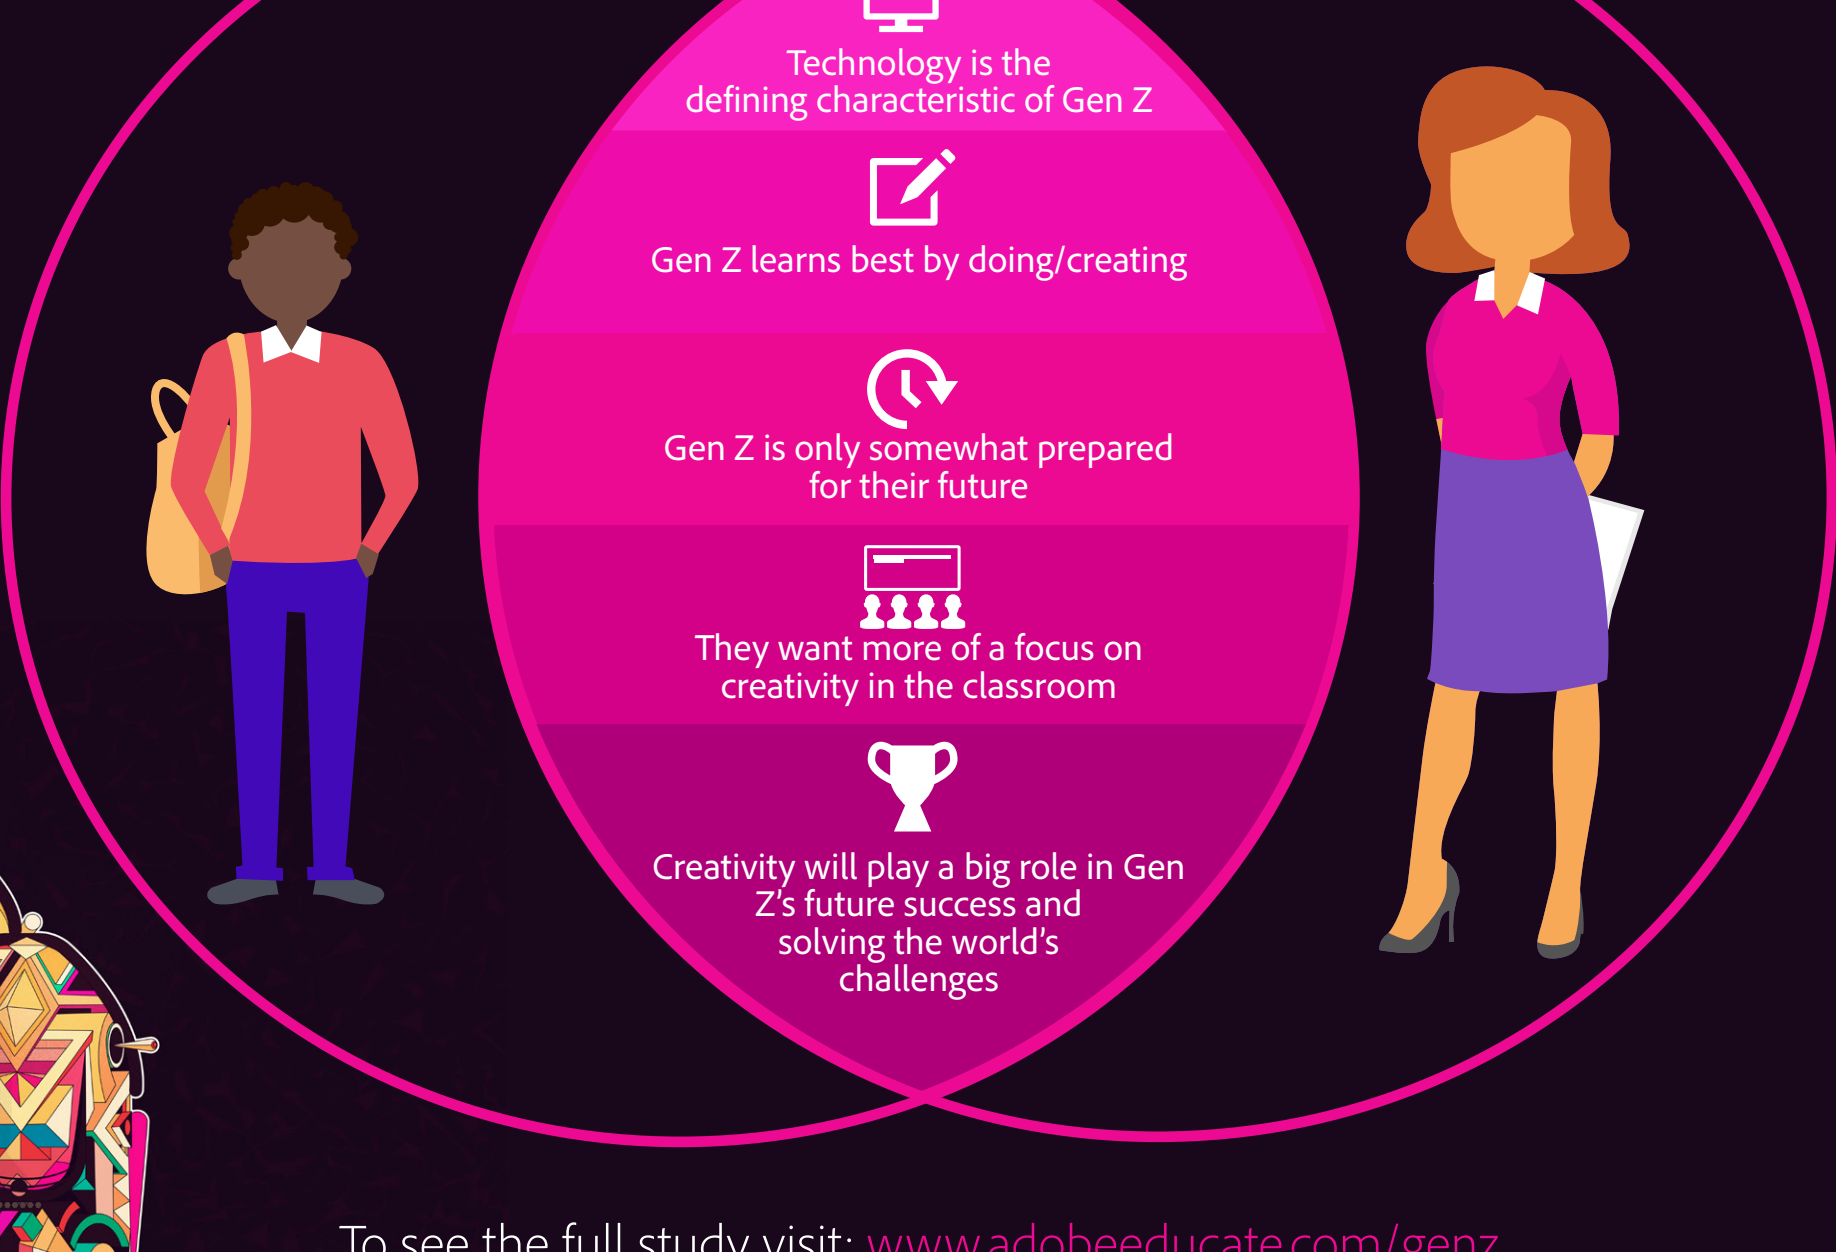 Technology is the
defining characteristic of Gen Z
Gen Z learns best by doing/creating
Gen Z is only somewhat prepared
for their future
They want more of a focus on
creativity in the classroom
Creativity will play a big role in Gen
Z’s future success and
solving the world’s
challenges
To see the full study visit: www.adobeeducate.com/genz